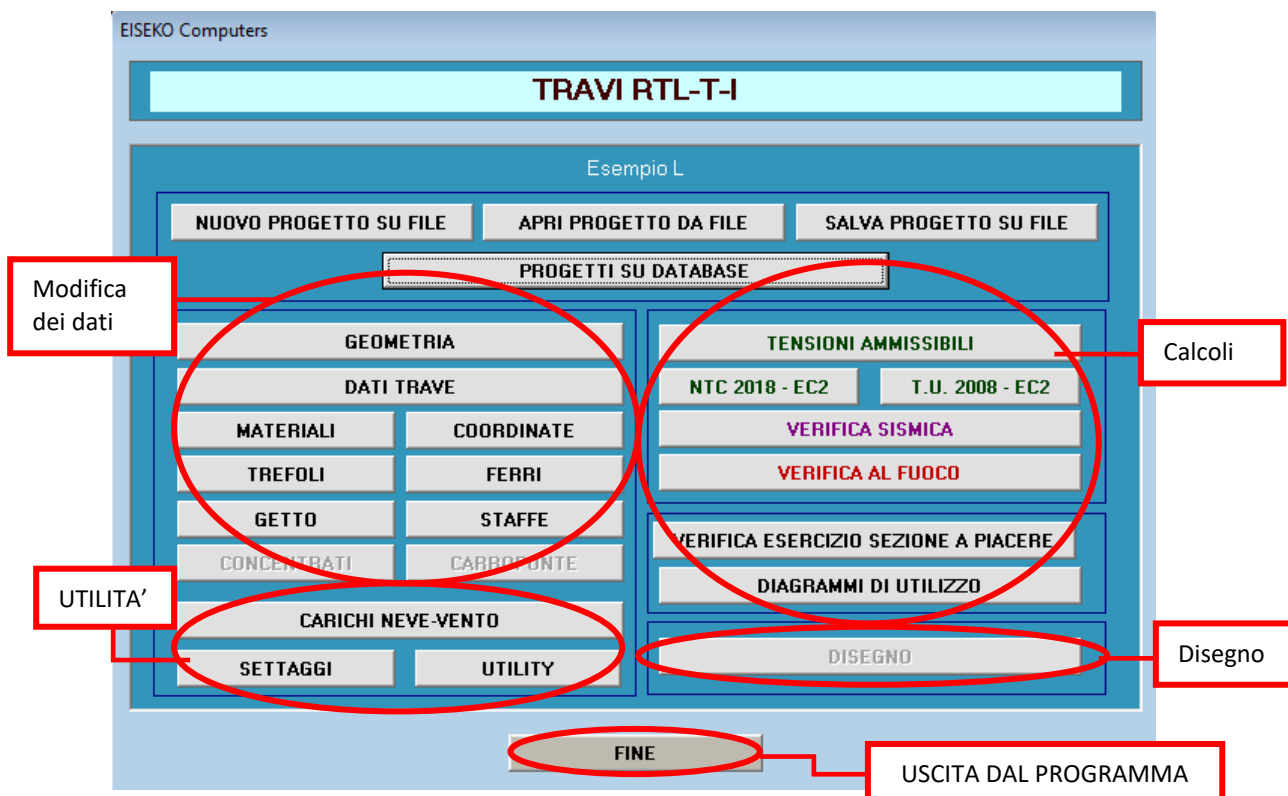 EISEKO Computers
TRAVI RTL-T-I
Esempio L
NUOVO PROGETTO SU FILE
APRI PROGETTO DA FILE
SALVA PROGETTO SU FILE
PROGETTI SU DATABASE
Modifica
dei dati
GEOMETRIA
DATI TRAVE
MATERIALI
COORDINATE
TREFOLI
FERRI
GETTO
STAFFE
CONCENTRATI
CARROPONTE
UTILITA’
CARICHI NEVE-VENTO
SETTAGGI
UTILITY
TENSIONI AMMISSIBILI
Calcoli
NTC 2018 - EC2
T.U. 2008 - EC2
VERIFICA SISMICA
VERIFICA AL FUOCO
VERIFICA ESERCIZIO SEZIONE A PIACERE
DIAGRAMMI DI UTILIZZO
DISEGNO
Disegno
FINE
USCITA DAL PROGRAMMA